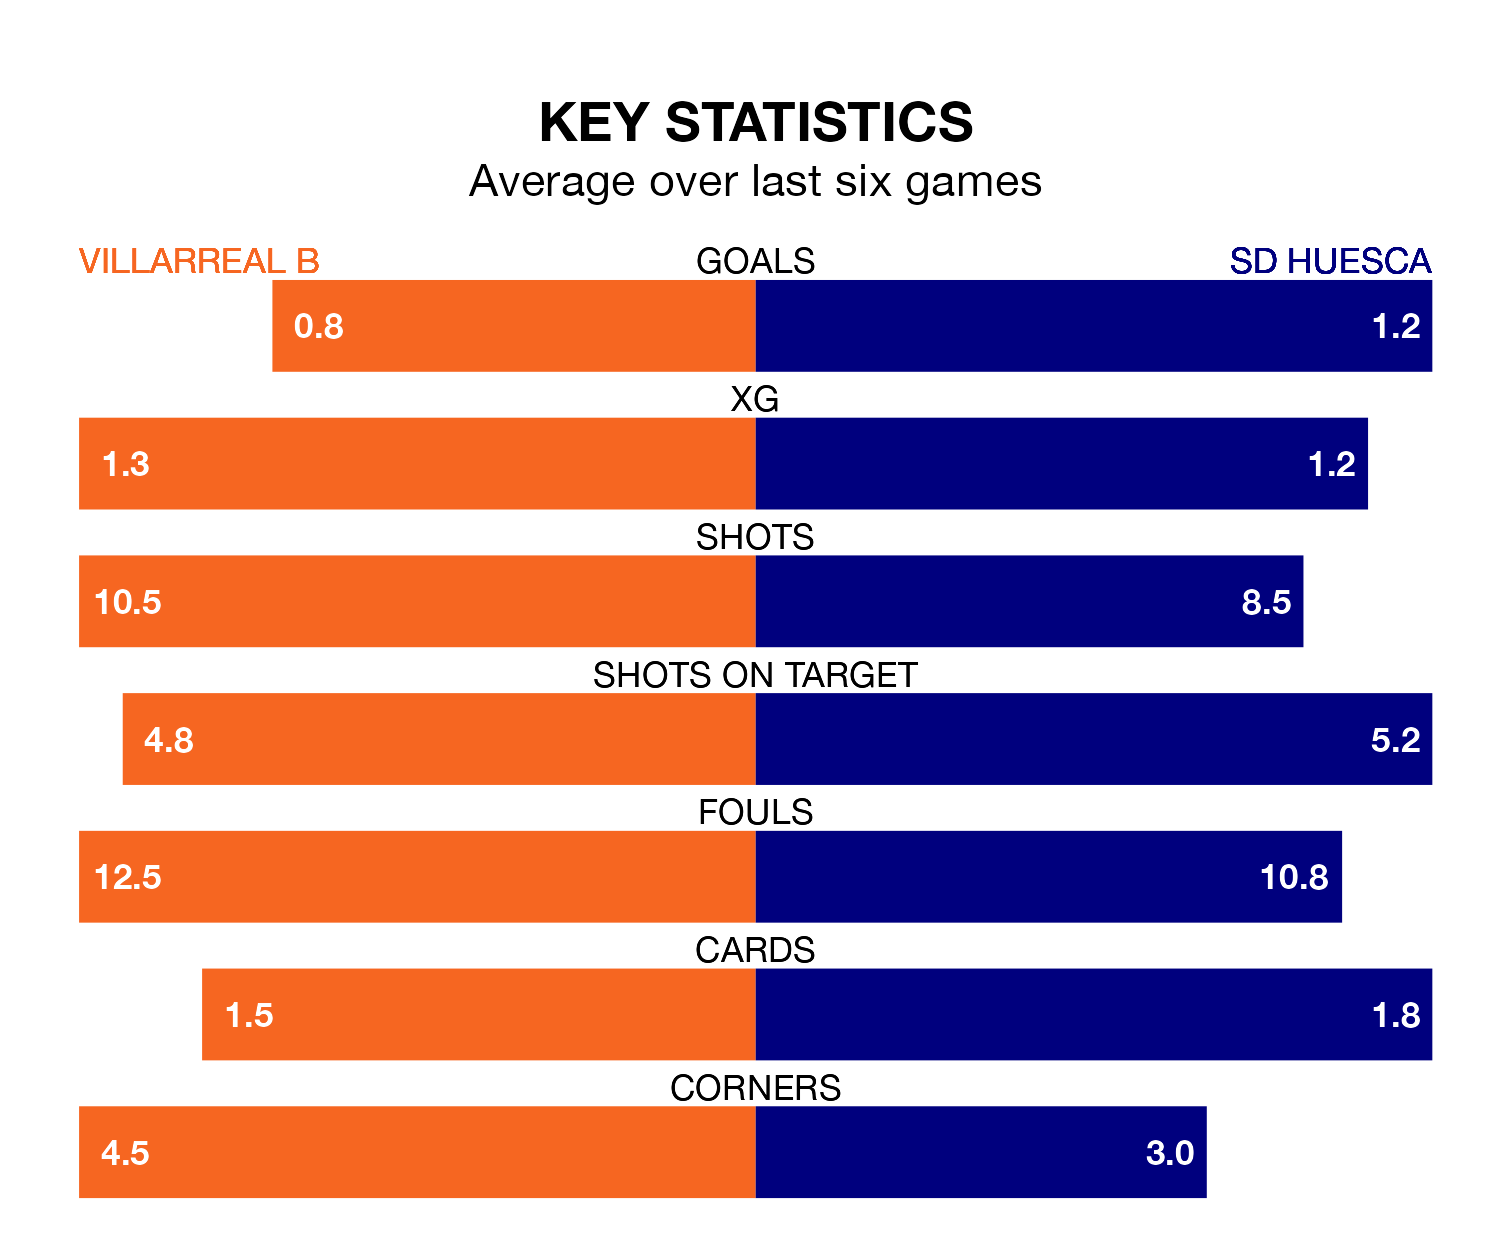 KEY STATISTICS
Average over last six games
VILLARREAL B GOALS SD HUESCA
0.8 1.2
XG
1.3 1.2
SHOTS
10.5 8.5
SHOTS ON TARGET
4.8 5.2
FOULS
12.5 10.8
CARDS
1.5 1.8
CORNERS
4.5 3.0